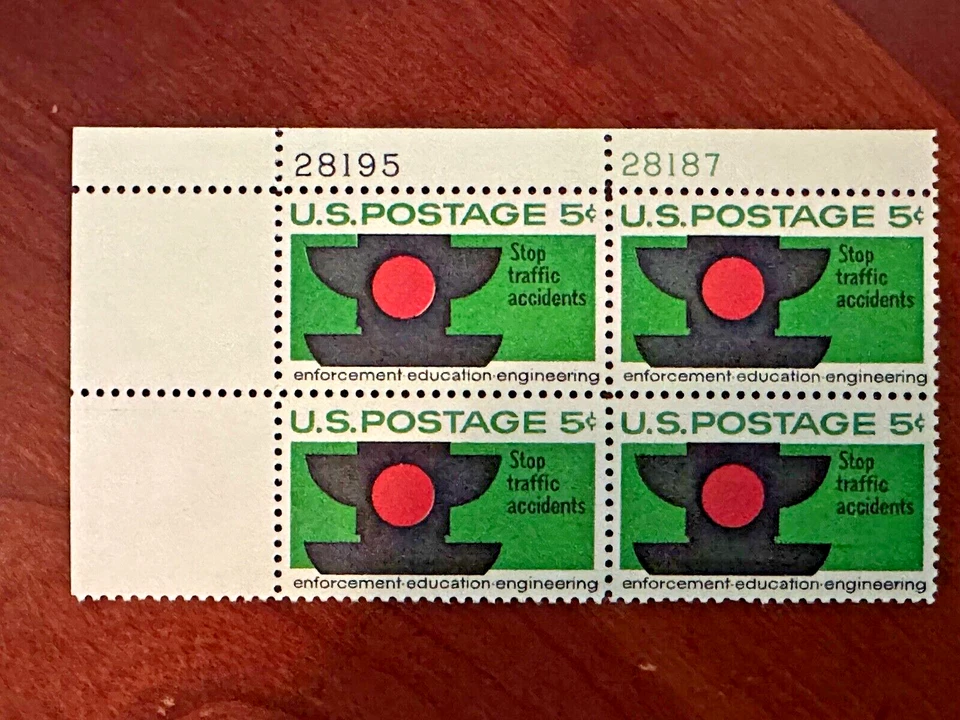 28195 28187
U.S.POSTAGE 5¢ U.S.POSTAGE 5¢
Stop Stop
traffic traffic
accidents accidents
enforcement·education·engineering enforcement·education·engineering
U.S.POSTAGE 5¢ U.S.POSTAGE 5¢
Stop Stop
traffic traffic
accidents accidents
enforcement·education·engineering enforcement·education·engineering